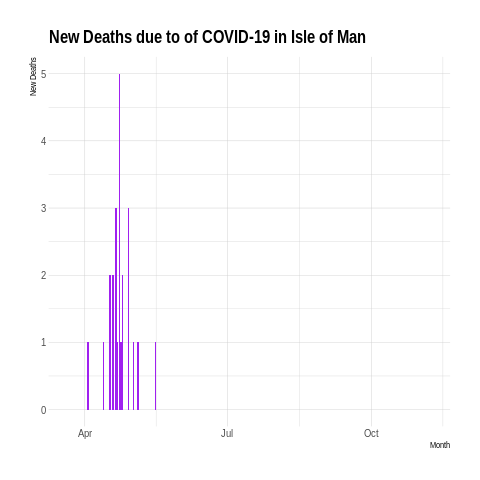 New Deaths due to of COVID-19 in Isle of Man
New Deaths
5
4
3
2
1
0
Apr
Jul
Oct
Month